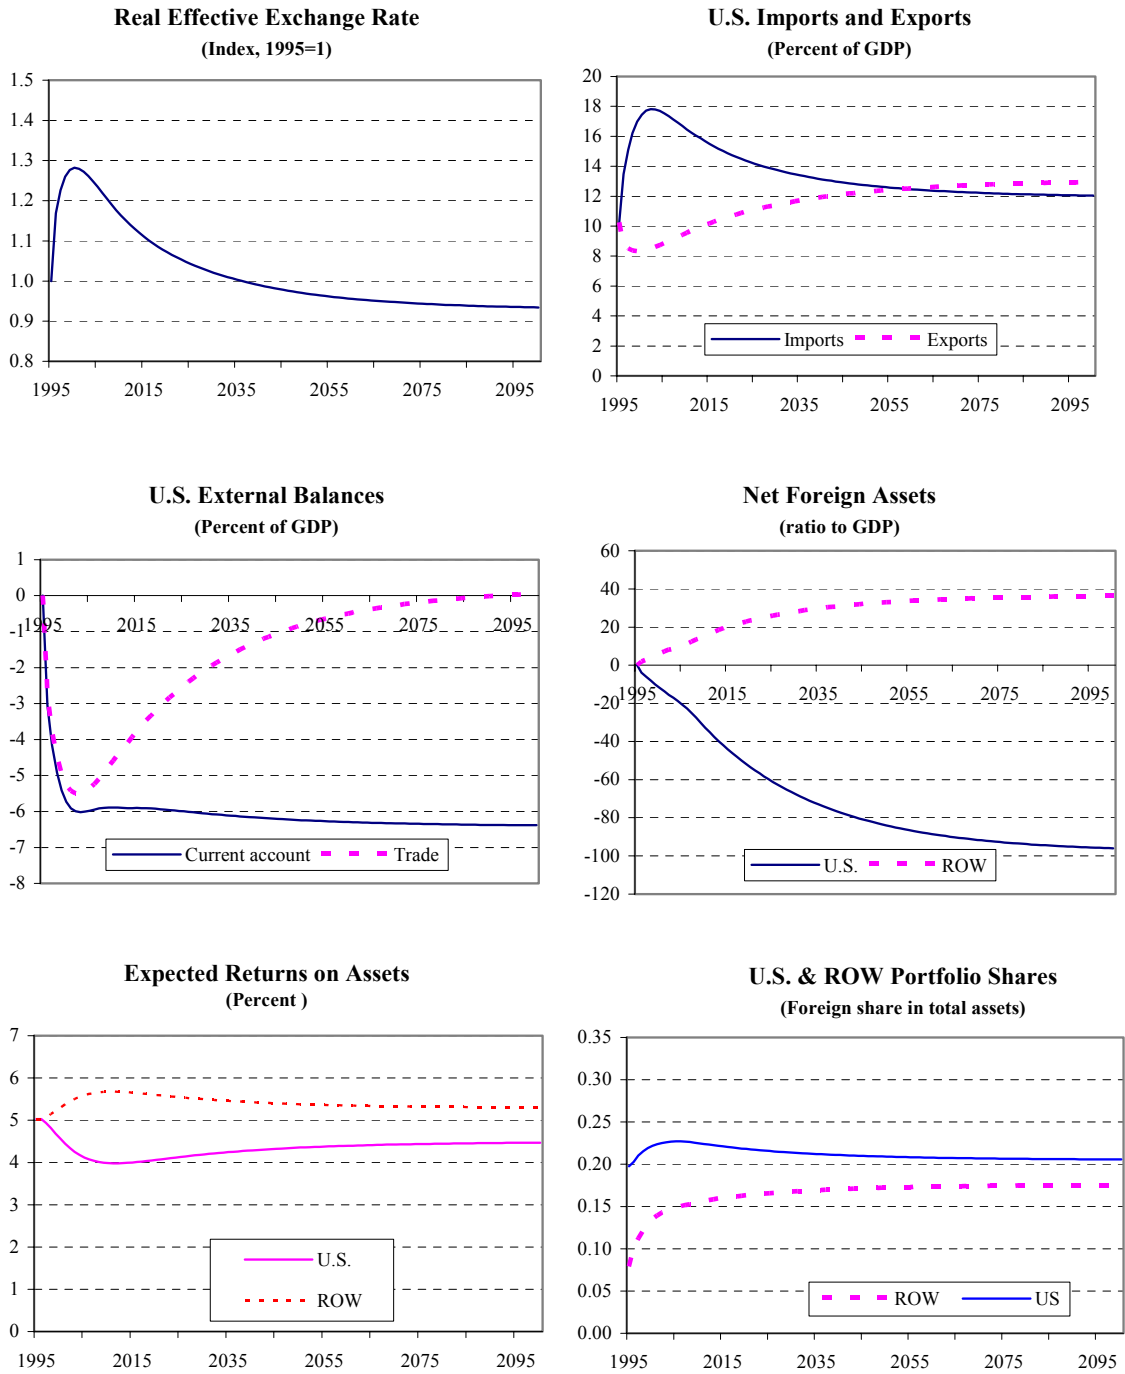 Real Effective Exchange Rate
(Index, 1995=1)
1.5
1.4
1.3
1.2
1.1
1.0
0.9
0.8
1995 2015 2035 2055 2075 2095
U.S. Imports and Exports
(Percent of GDP)
20
18
16
14
12
10
8
6
4
2
0
Imports Exports
1995 2015 2035 2055 2075 2095
U.S. External Balances
(Percent of GDP)
1
0
-1
-2
-3
-4
-5
-6
-7
-8
1995 2015 2035 2055 2075 2095
Current account Trade
Net Foreign Assets
(ratio to GDP)
60
40
20
0
-20
-40
-60
-80
-100
-120
1995 2015 2035 2055 2075 2095
U.S. ROW
Expected Returns on Assets
(Percent )
7
6
5
4
3
2
1
0
U.S.
ROW
1995 2015 2035 2055 2075 2095
U.S. & ROW Portfolio Shares
(Foreign share in total assets)
0.35
0.30
0.25
0.20
0.15
0.10
0.05
0.00
ROW US
1995 2015 2035 2055 2075 2095